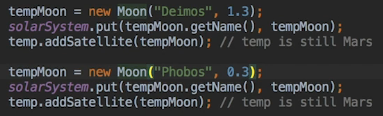 tempMoon = new Moon("Deimos", 1.3);
solarSystem.put(tempMoon.getName(), tempMoon);
temp.addSatellite(tempMoon); // temp is still Mars
tempMoon = new Moon("Phobos", 0.3);
solarSystem.put(tempMoon.getName(), tempMoon);
temp.addSatellite(tempMoon); // temp is still Mars